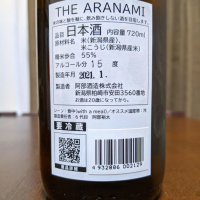 THE ARANAMI
品目 日本酒 内容量 720ml
米(新潟県産)、
米こうじ(新潟県産米)
精米歩合 55%
アルコール分 15 度
製造年月 2021.1.
製造者 阿部酒造株式会社
新潟県柏崎市安田3560番地
お酒は20歳になってから。
要冷蔵
4932886002129